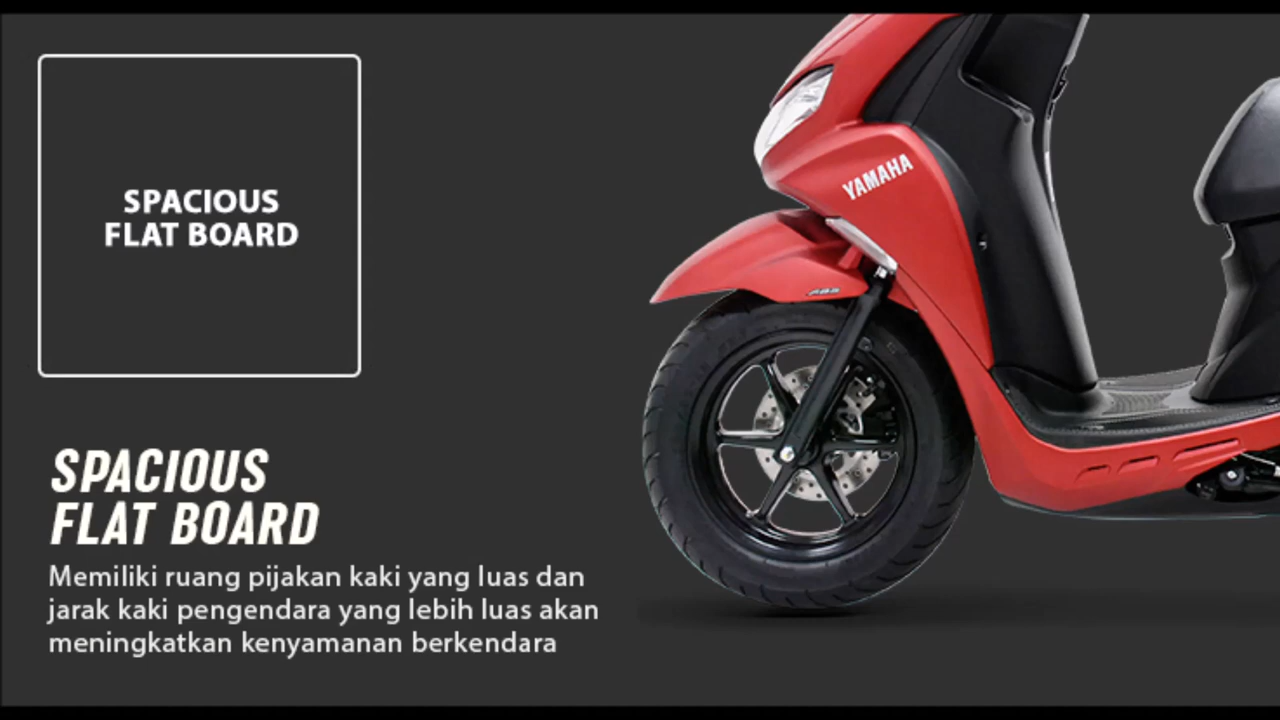 SPACIOUS
FLAT BOARD
YAMAHA
SPACIOUS
FLAT BOARD
Memiliki ruang pijakan kaki yang luas dan
jarak kaki pengendara yang lebih luas akan
meningkatkan kenyamanan berkendara